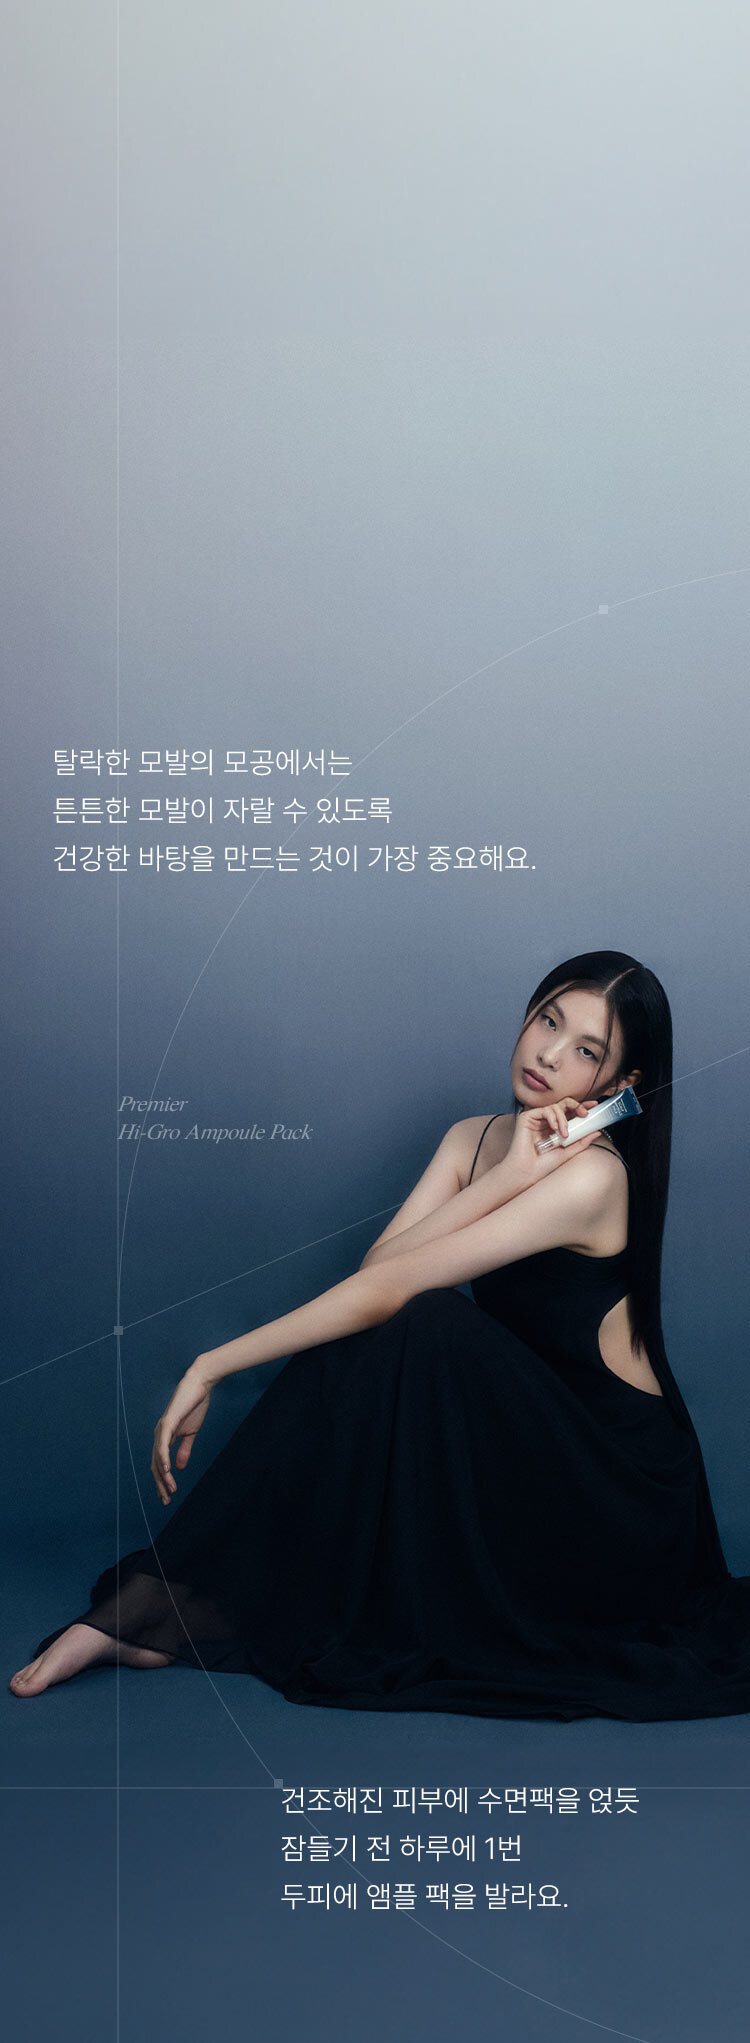 탈락한 모발의 모공에서는
튼튼한 모발이 자랄 수 있도록
건강한 바탕을 만드는 것이 가장 중요해요.
Premier
Hi-Gro Ampoule Pack
건조해진 피부에 수면팩을 얹듯
잠들기 전 하루에 1번
두피에 앰플 팩을 발라요.